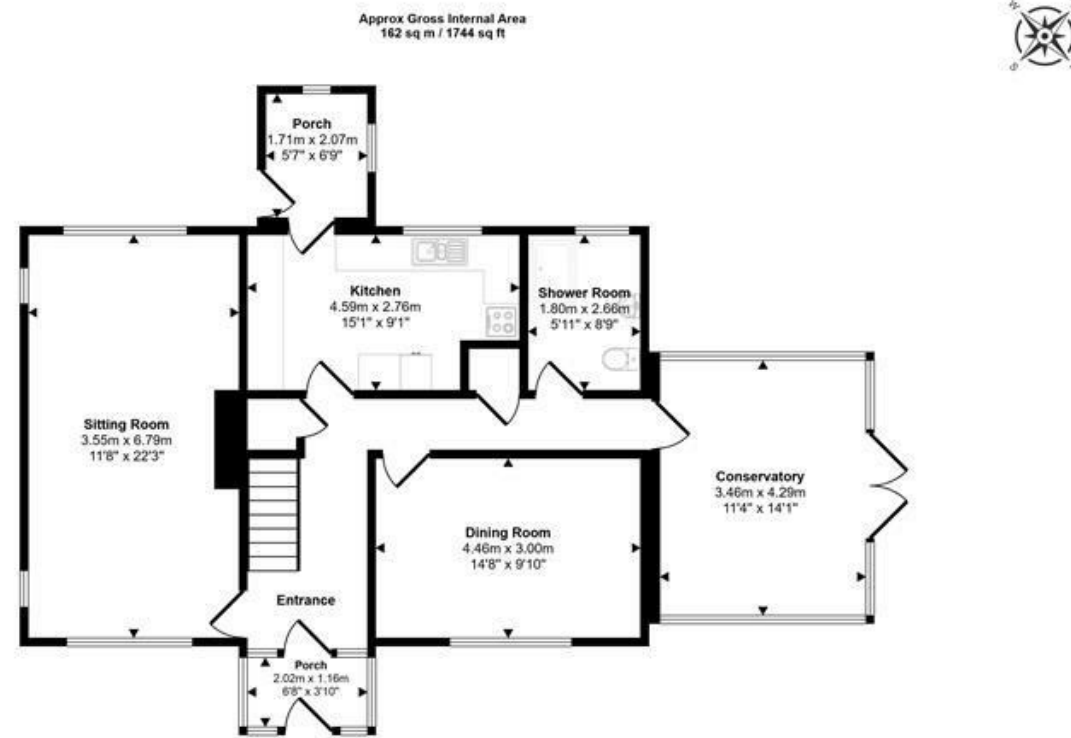 Approx Gross Internal Area
162 sq m / 1744 sq ft
W
S
Porch
1.71m x 2.07m
5'7" x 6'9"
Kitchen
4.59m x 2.76m
15'1" x 9'1"
Shower Room
1.80m x 2.66m
5'11" x 8'9"
Sitting Room
3.55m x 6.79m
11'8" x 22'3"
Conservatory
3.46m x 4.29m
11'4" x 14'1"
Dining Room
4.46m x 3.00m
14'8" x 9'10"
Entrance
Porch
2.02m x 1.16m
6'8" x 3'10"